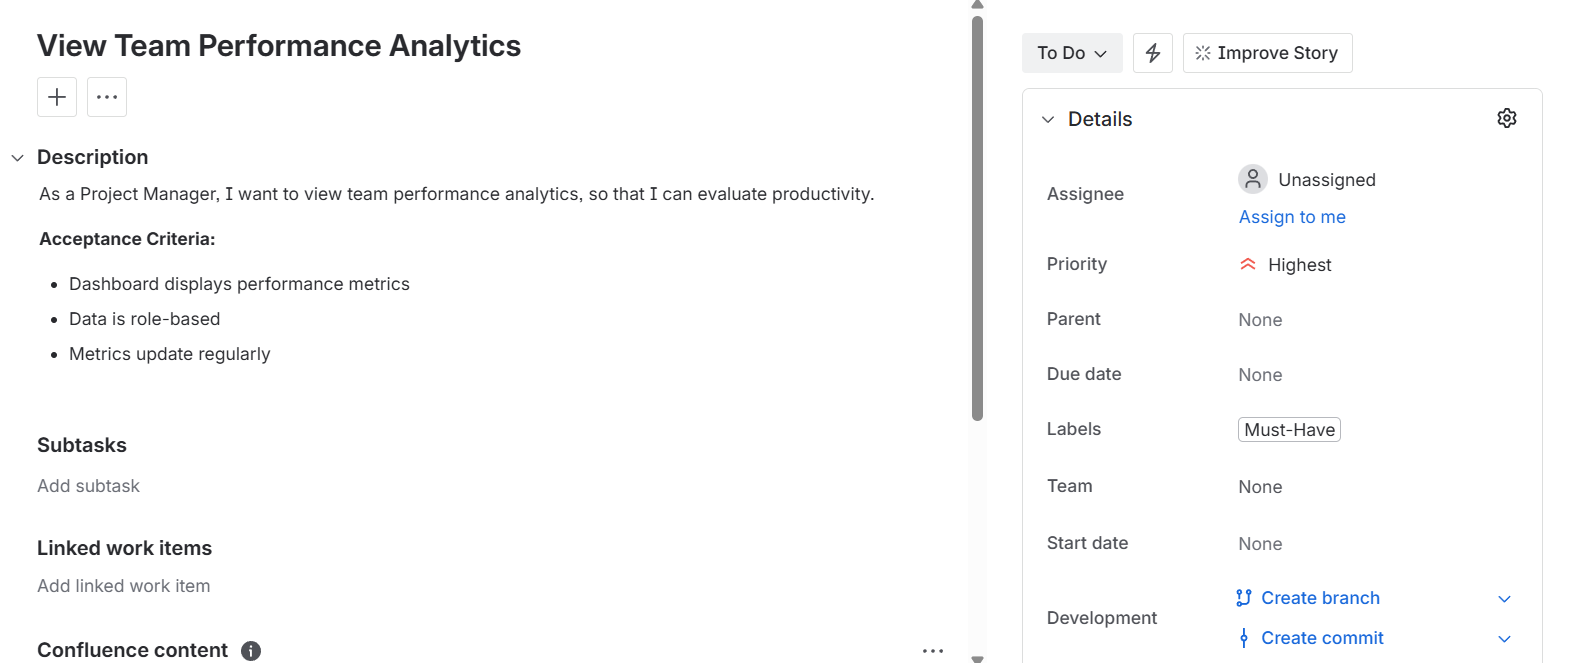 View Team Performance Analytics
Description
As a Project Manager, I want to view team performance analytics, so that I can evaluate productivity.
Acceptance Criteria:
• Dashboard displays performance metrics
• Data is role-based
• Metrics update regularly
Subtasks
Add subtask
Linked work items
Add linked work item
Confluence content
To Do
Improve Story
Details
Assignee
Unassigned
Assign to me
Priority
Highest
Parent
None
Due date
None
Labels
Must-Have
Team
None
Start date
None
Development
Create branch
Create commit